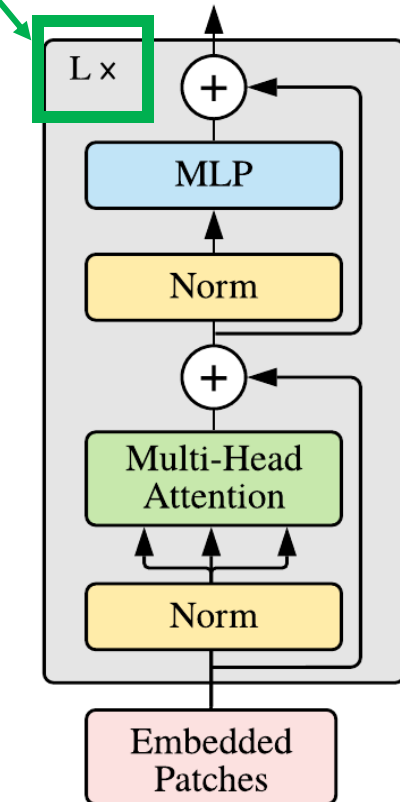 L ×
+
MLP
Norm
+
Multi-Head
Attention
Norm
Embedded
Patches